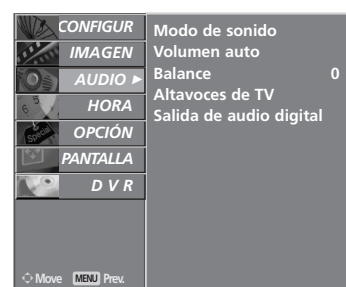 CONFIGUR
IMAGEN
AUDIO ►
HORA
OPCIÓN
PANTALLA
D V R
Modo de sonido
Volumen auto
Balance 0
Altavoces de TV
Salida de audio digital
Move MENU Prev.